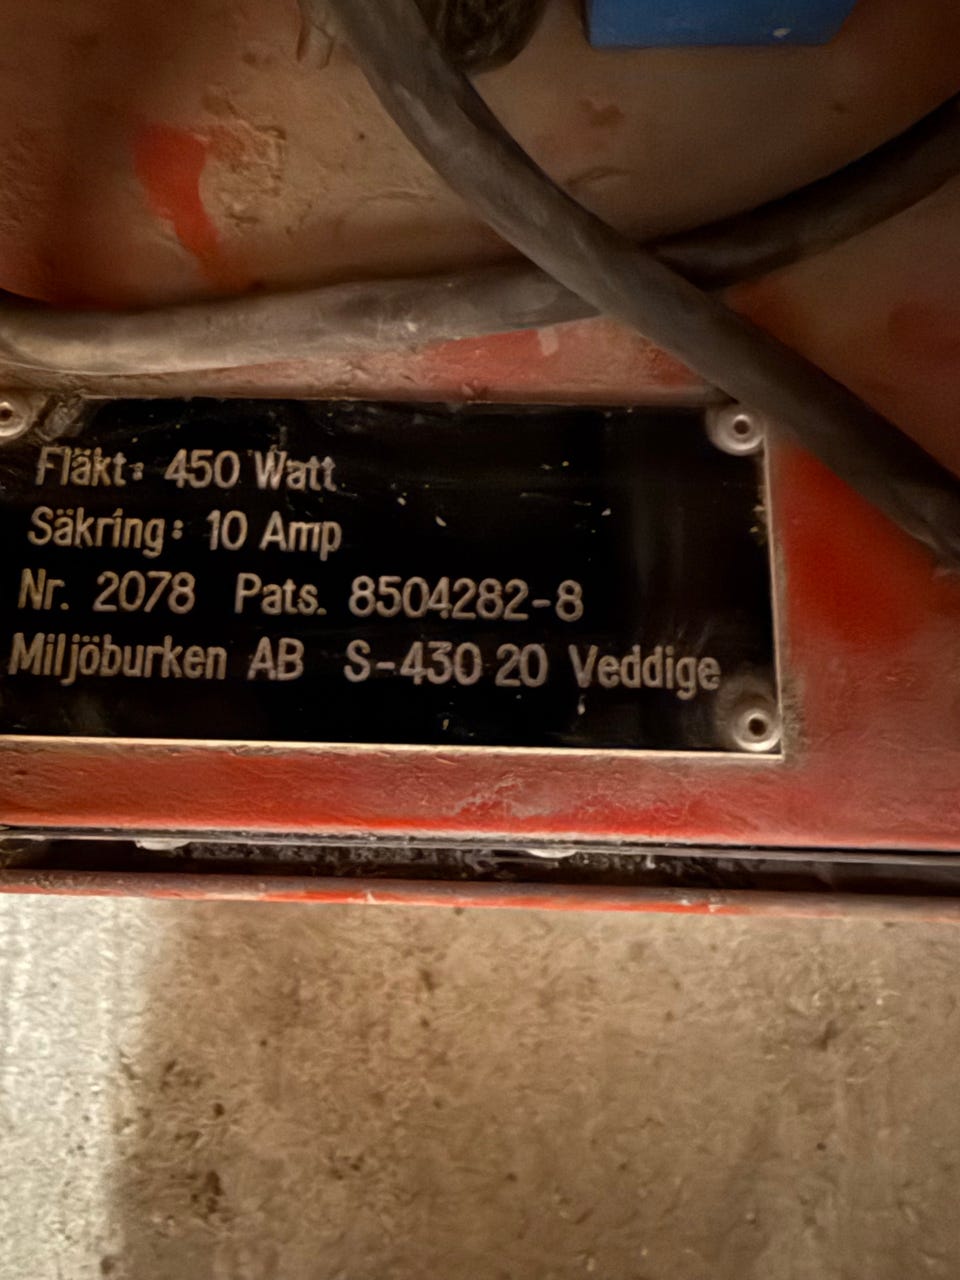 Fläkt: 450 Watt
Säkring: 10 Amp
Nr. 2078 Pats. 8504282-8
Miljöburken AB S-430 20 Veddige